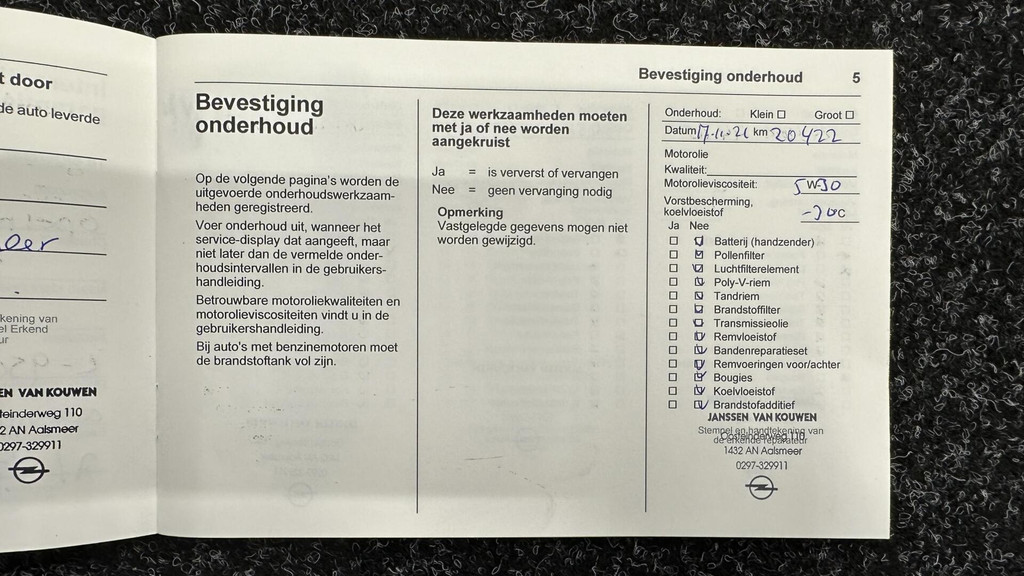 t door
de auto leverde
kening van
el Erkend
ur
EN VAN KOUWEN
teinderweg 110
2 AN Aalsmeer
0297-329911
Bevestiging onderhoud 5
Bevestiging
onderhoud
Op de volgende pagina's worden de
uitgevoerde onderhoudswerkzaam-
heden geregistreerd.
Voer onderhoud uit, wanneer het
service-display dat aangeeft, maar
niet later dan de vermelde onder-
houdsintervallen in de gebruikers-
handleiding.
Betrouwbare motoroliekwaliteiten en
motorolieviscositeiten vindt u in de
gebruikershandleiding.
Bij auto's met benzinemotoren moet
de brandstoftank vol zijn.
Deze werkzaamheden moeten
met ja of nee worden
aangekruist
Ja = is ververst of vervangen
Nee = geen vervanging nodig
Opmerking
Vastgelegde gegevens mogen niet
worden gewijzigd.
Onderhoud: Klein Groot
Datum km 20422
Motorolie
Kwaliteit:
Motorolieviscositeit: 5W30
Vorstbescherming,
koelvloeistof
Ja Nee
Batterij (handzender)
Pollenfilter
Luchtfilterelement
Poly-V-riem
Tandriem
Brandstoffilter
Transmissieolie
Remvloeistof
Bandenreparatieset
Remvoeringen voor/achter
Bougies
Koelvloeistof
Brandstofadditief
JANSSEN VAN KOUWEN
Stempel en handtekening van
de erkende reparateur
Oosteinderweg 110
1432 AN Aalsmeer
0297-329911